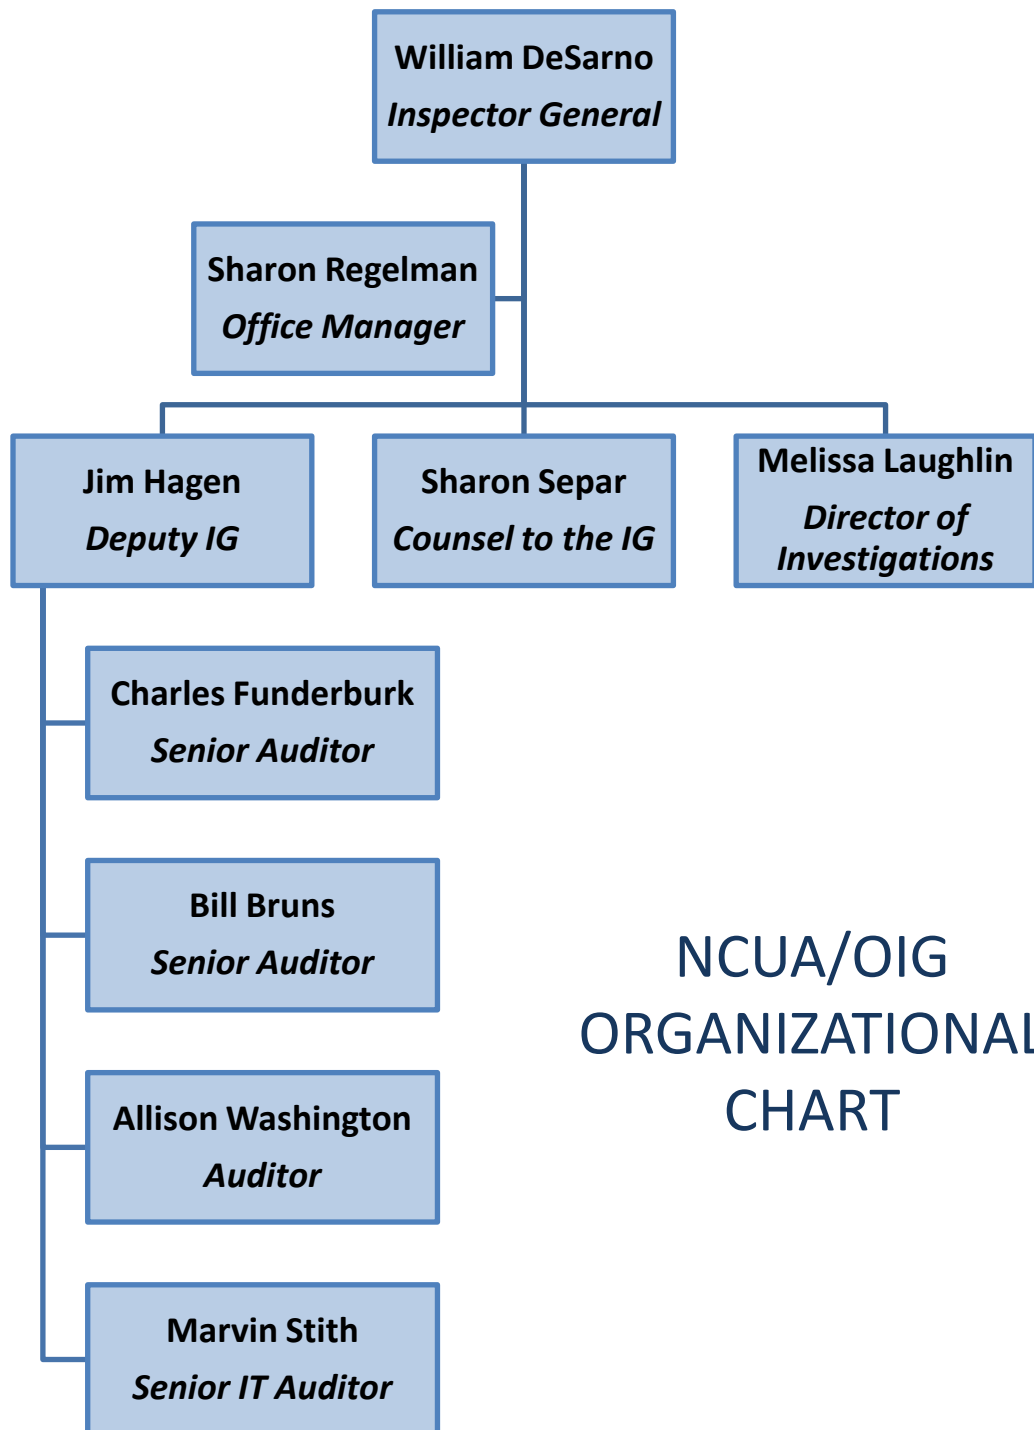 William DeSarno
Inspector General
Sharon Regelman
Office Manager
Jim Hagen
Deputy IG
Sharon Separ
Counsel to the IG
Melissa Laughlin
Director of
Investigations
Charles Funderburk
Senior Auditor
Bill Bruns
Senior Auditor
Allison Washington
Auditor
Marvin Stith
Senior IT Auditor
NCUA/OIG
ORGANIZATIONAL
CHART